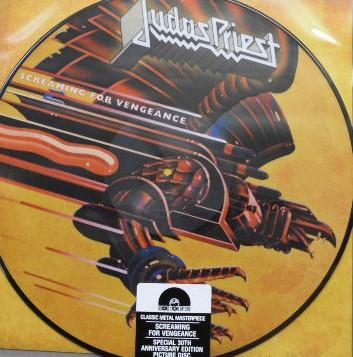 Judas Priest
SCREAMING FOR VENGEANCE
CLASSIC METAL MASTERPIECE
SCREAMING
FOR VENGEANCE
SPECIAL 30TH
ANNIVERSARY EDITION
PICTURE DISC